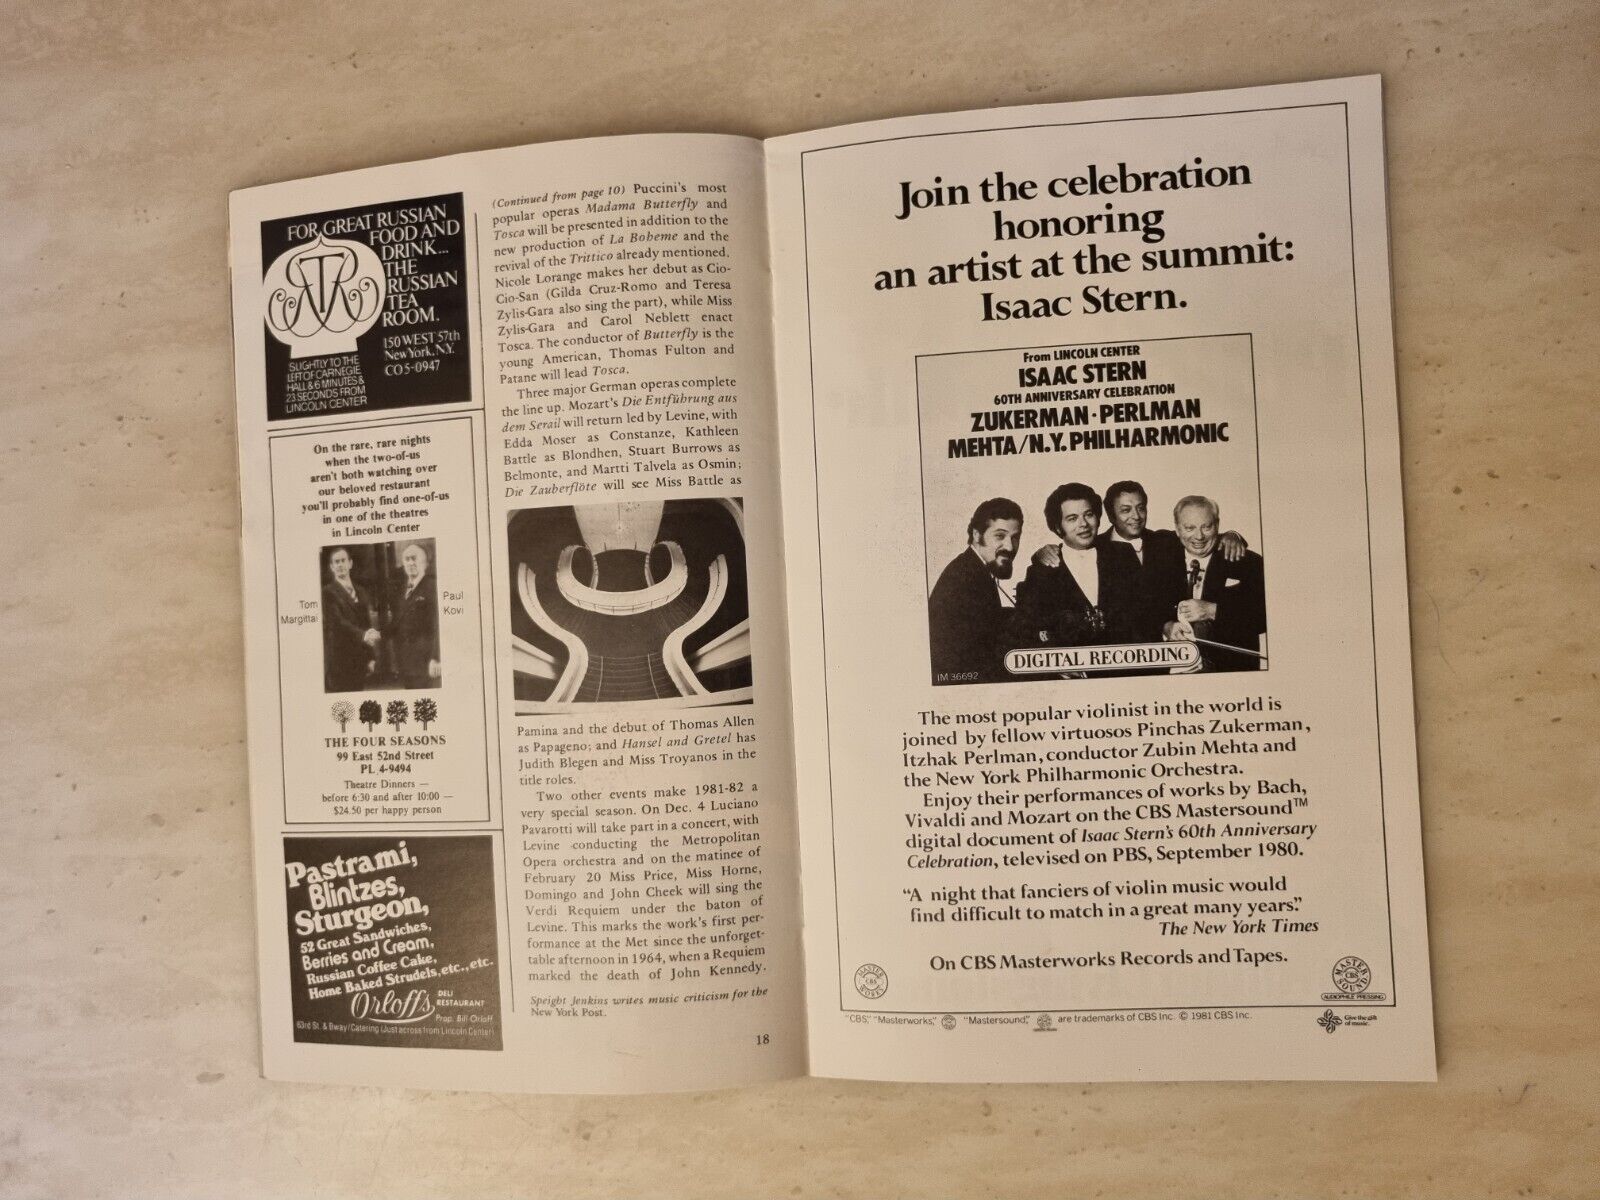 FOR GREAT RUSSIAN
FOOD AND
DRINK...
THE
RUSSIAN
TEA
ROOM.
150 WEST 57th
New York, N.Y.
CO 5-0947
SLIGHTLY TO THE
LEFT OF CARNEGIE
HALL & 6 MINUTES &
23 SECONDS FROM
LINCOLN CENTER
On the rare, rare nights
when the two-of-us
aren't both watching over
our beloved restaurant
you'll probably find one-of-us
in one of the theatres
in Lincoln Center
Tom
Margittai
Paul
Kovi
THE FOUR SEASONS
99 East 52nd Street
PL 4-9494
Theatre Dinners —
before 6:30 and after 10:00 —
$24.50 per happy person
Pastrami,
Blintzes,
Sturgeon,
52 Great Sandwiches,
Berries and Cream,
Russian Coffee Cake,
Home Baked Strudels, etc., etc.
Orloff's
DELI
RESTAURANT
Prop. Bill Orloff
63rd St. & Bway/Catering (Just across from Lincoln Center)
(Continued from page 10) Puccini's most
popular operas Madama Butterfly and
Tosca will be presented in addition to the
new production of La Boheme and the
revival of the Trittico already mentioned.
Nicole Lorange makes her debut as Cio-
Cio-San (Gilda Cruz-Romo and Teresa
Zylis-Gara also sing the part), while Miss
Zylis-Gara and Carol Neblett enact
Tosca. The conductor of Butterfly is the
young American, Thomas Fulton and
Patane will lead Tosca.
Three major German operas complete
the line up. Mozart's Die Entführung aus
dem Serail will return led by Levine, with
Edda Moser as Constanze, Kathleen
Battle as Blondhen, Stuart Burrows as
Belmonte, and Martti Talvela as Osmin;
Die Zauberflöte will see Miss Battle as
Pamina and the debut of Thomas Allen
as Papageno; and Hansel and Gretel has
Judith Blegen and Miss Troyanos in the
title roles.
Two other events make 1981-82 a
very special season. On Dec. 4 Luciano
Pavarotti will take part in a concert, with
Levine conducting the Metropolitan
Opera orchestra and on the matinee of
February 20 Miss Price, Miss Horne,
Domingo and John Cheek will sing the
Verdi Requiem under the baton of
Levine. This marks the work's first per-
formance at the Met since the unforget-
table afternoon in 1964, when a Requiem
marked the death of John Kennedy.
Speight Jenkins writes music criticism for the
New York Post.
18
Join the celebration
honoring
an artist at the summit:
Isaac Stern.
From LINCOLN CENTER
ISAAC STERN
60TH ANNIVERSARY CELEBRATION
ZUKERMAN · PERLMAN
MEHTA/N.Y. PHILHARMONIC
DIGITAL RECORDING
IM 36692
The most popular violinist in the world is
joined by fellow virtuosos Pinchas Zukerman,
Itzhak Perlman, conductor Zubin Mehta and
the New York Philharmonic Orchestra.
Enjoy their performances of works by Bach,
Vivaldi and Mozart on the CBS Mastersound™
digital document of Isaac Stern's 60th Anniversary
Celebration, televised on PBS, September 1980.
"A night that fanciers of violin music would
find difficult to match in a great many years."
The New York Times
On CBS Masterworks Records and Tapes.
MASTER
CBS
WORKS
MASTER
CBS
SOUND
AUDIOPHILE PRESSING
"CBS," "Masterworks," "Mastersound," are trademarks of CBS Inc. © 1981 CBS Inc.
Give the gift
of music.